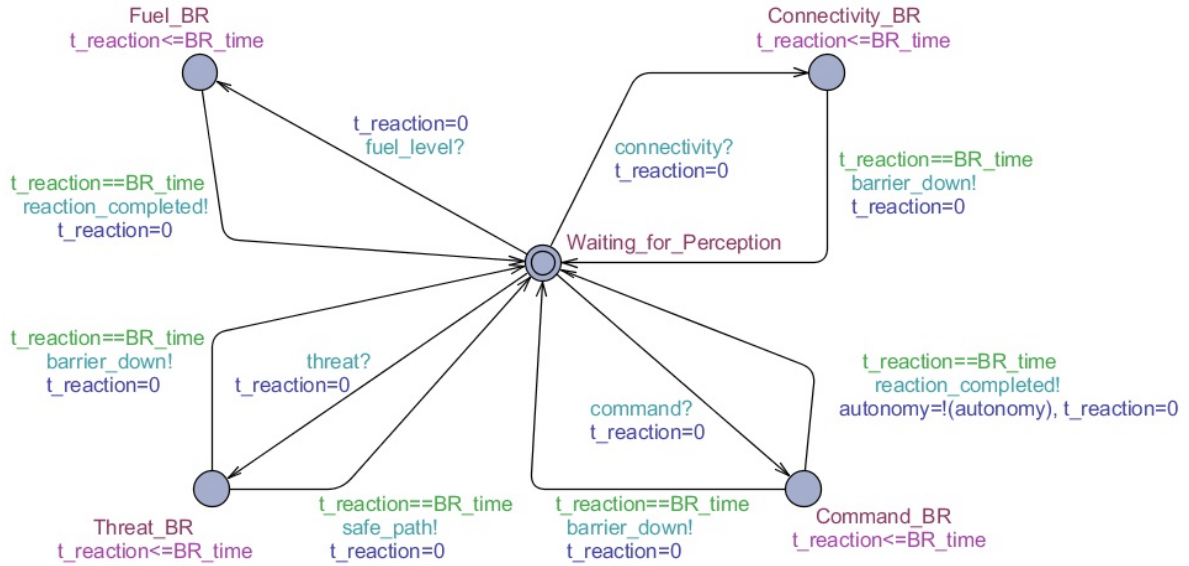 Fuel_BR
t_reaction<=BR_time
Connectivity_BR
t_reaction<=BR_time
t_reaction=0
fuel_level?
connectivity?
t_reaction=0
t_reaction==BR_time
barrier_down!
t_reaction=0
t_reaction==BR_time
reaction_completed!
t_reaction=0
Waiting_for_Perception
t_reaction==BR_time
barrier_down!
t_reaction=0
threat?
t_reaction=0
command?
t_reaction=0
t_reaction==BR_time
reaction_completed!
autonomy=!(autonomy), t_reaction=0
Threat_BR
t_reaction<=BR_time
t_reaction==BR_time
safe_path!
t_reaction=0
t_reaction==BR_time
barrier_down!
t_reaction=0
Command_BR
t_reaction<=BR_time